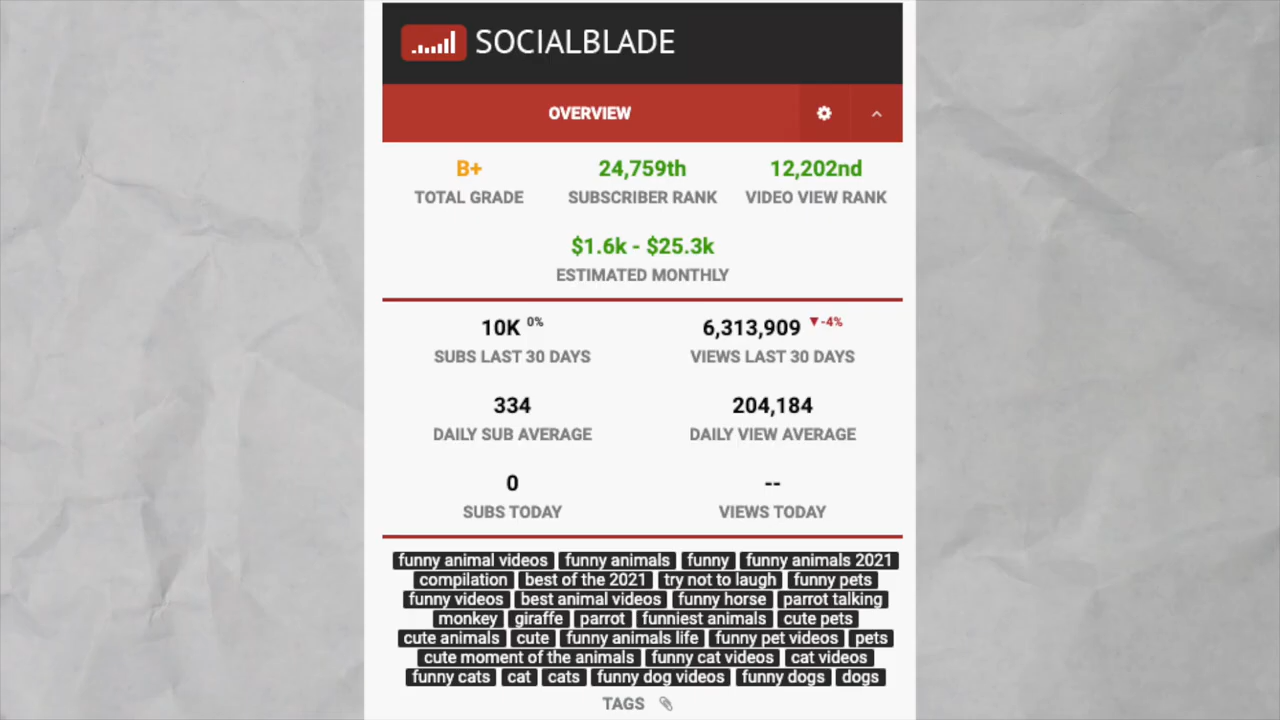 SOCIALBLADE
OVERVIEW
B+ 24,759th 12,202nd
TOTAL GRADE SUBSCRIBER RANK VIDEO VIEW RANK
$1.6k - $25.3k
ESTIMATED MONTHLY
10K 0% 6,313,909 ▼-4%
SUBS LAST 30 DAYS VIEWS LAST 30 DAYS
334 204,184
DAILY SUB AVERAGE DAILY VIEW AVERAGE
0 --
SUBS TODAY VIEWS TODAY
funny animal videos funny animals funny funny animals 2021
compilation best of the 2021 try not to laugh funny pets
funny videos best animal videos funny horse parrot talking
monkey giraffe parrot funniest animals cute pets
cute animals cute funny animals life funny pet videos pets
cute moment of the animals funny cat videos cat videos
funny cats cat cats funny dog videos funny dogs dogs
TAGS